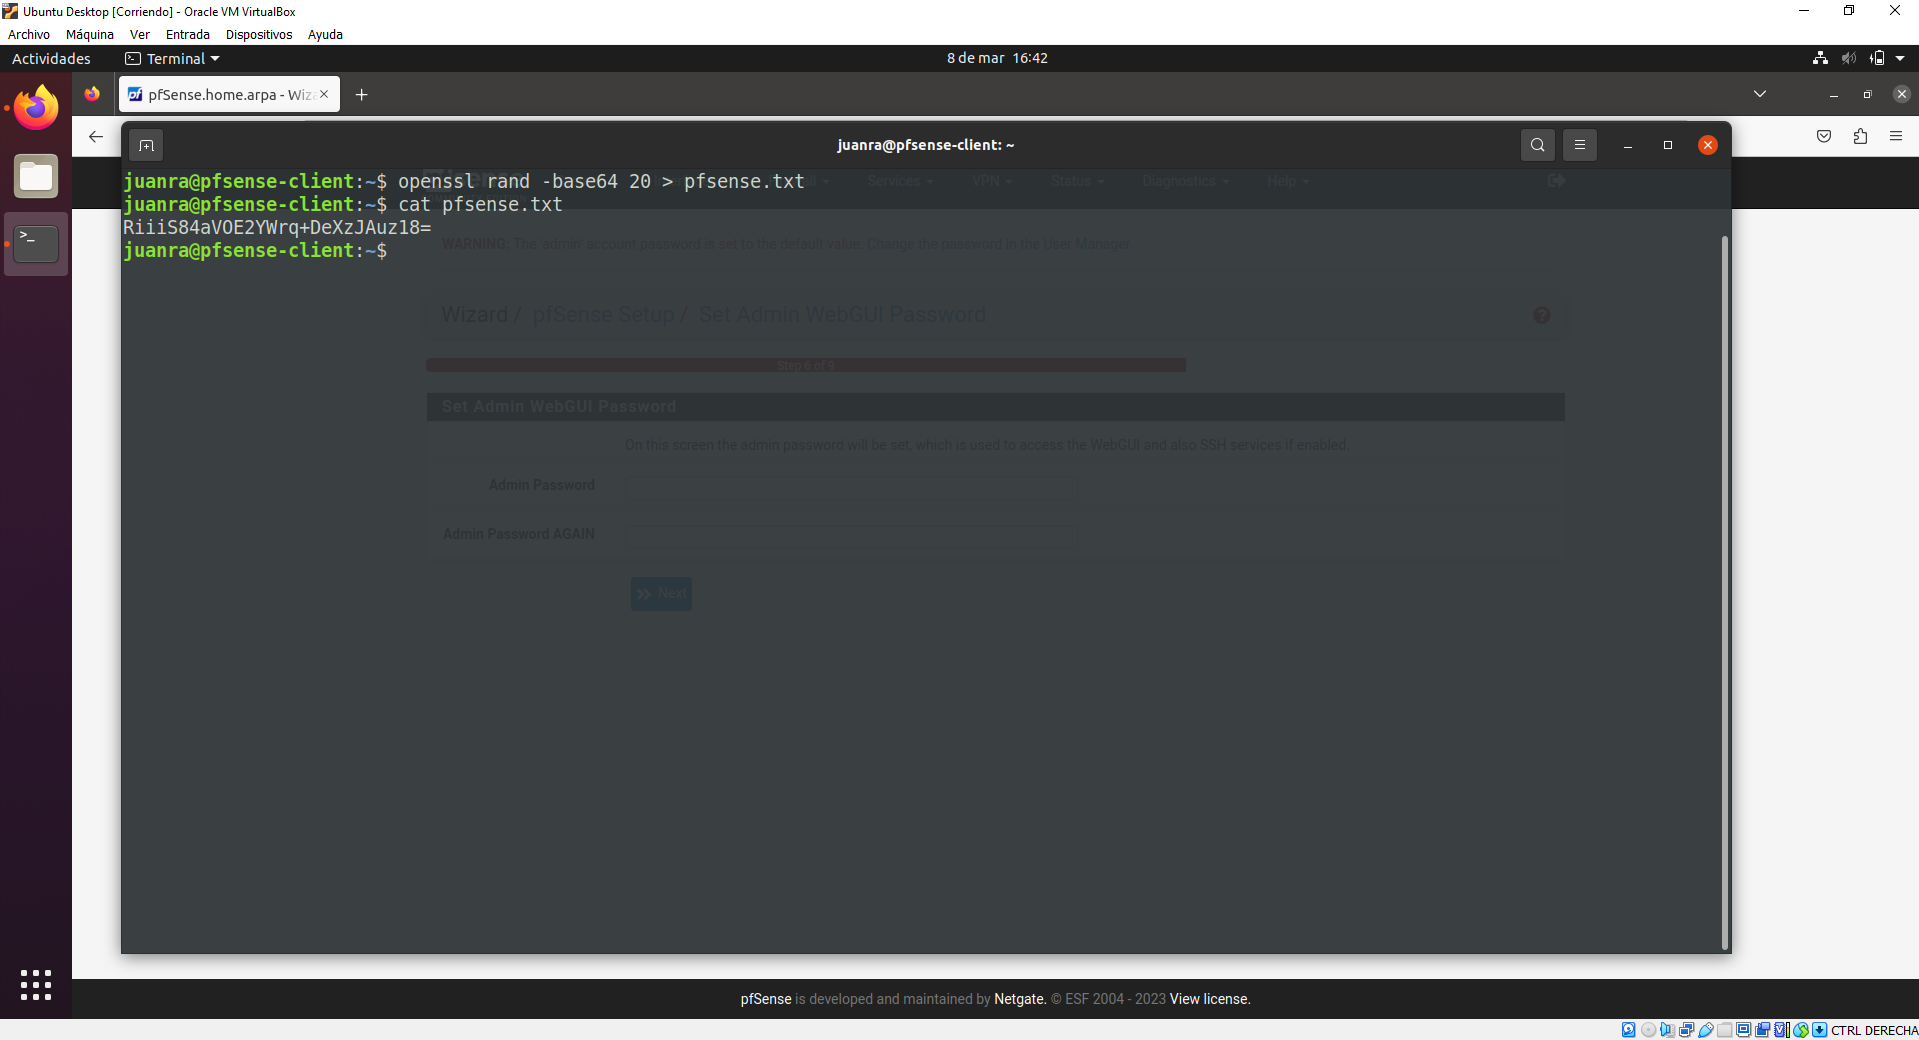 Ubuntu Desktop [Corriendo] - Oracle VM VirtualBox
Archivo Máquina Ver Entrada Dispositivos Ayuda
Actividades Terminal 8 de mar 16:42
pfSense.home.arpa - Wiz
juanra@pfsense-client: ~
juanra@pfsense-client:~$ openssl rand -base64 20 > pfsense.txt
Services VPN Status Diagnostics Help
juanra@pfsense-client:~$ cat pfsense.txt
RiiiS84aVOE2YWrq+DeXzJAuz18=
WARNING: The 'admin' account password is set to the default value. Change the password in the User Manager.
juanra@pfsense-client:~$
Wizard / pfSense Setup / Set Admin WebGUI Password
Step 6 of 9
Set Admin WebGUI Password
On this screen the admin password will be set, which is used to access the WebGUI and also SSH services if enabled.
Admin Password
Admin Password AGAIN
Next
pfSense is developed and maintained by Netgate. © ESF 2004 - 2023 View license.
CTRL DERECHA